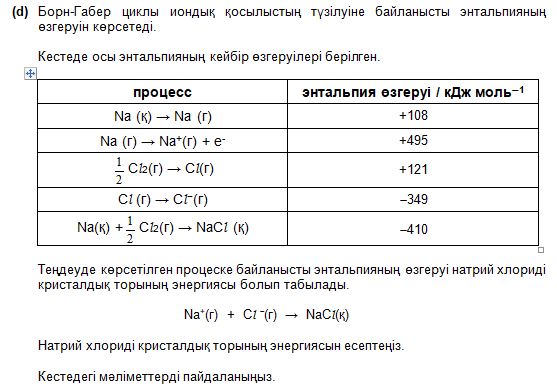 (d) Борн-Габер циклы иондық қосылыстың түзілуіне байланысты энтальпияның
өзгеруін көрсетеді.
Кестеде осы энтальпияның кейбір өзгеруілері берілген.
процесс энтальпия өзгеруі / кДж моль–1
Na (қ) → Na (г) +108
Na (г) → Na+(г) + e- +495
1/2 Cl2(г) → Cl(г) +121
Cl (г) → Cl–(г) –349
Na(қ) + 1/2 Cl2(г) → NaCl (қ) –410
Теңдеуде көрсетілген процеске байланысты энтальпияның өзгеруі натрий хлориді
кристалдық торының энергиясы болып табылады.
Na+(г) + Cl –(г) → NaCl(қ)
Натрий хлориді кристалдық торының энергиясын есептеңіз.
Кестедегі мәліметтерді пайдаланыңыз.